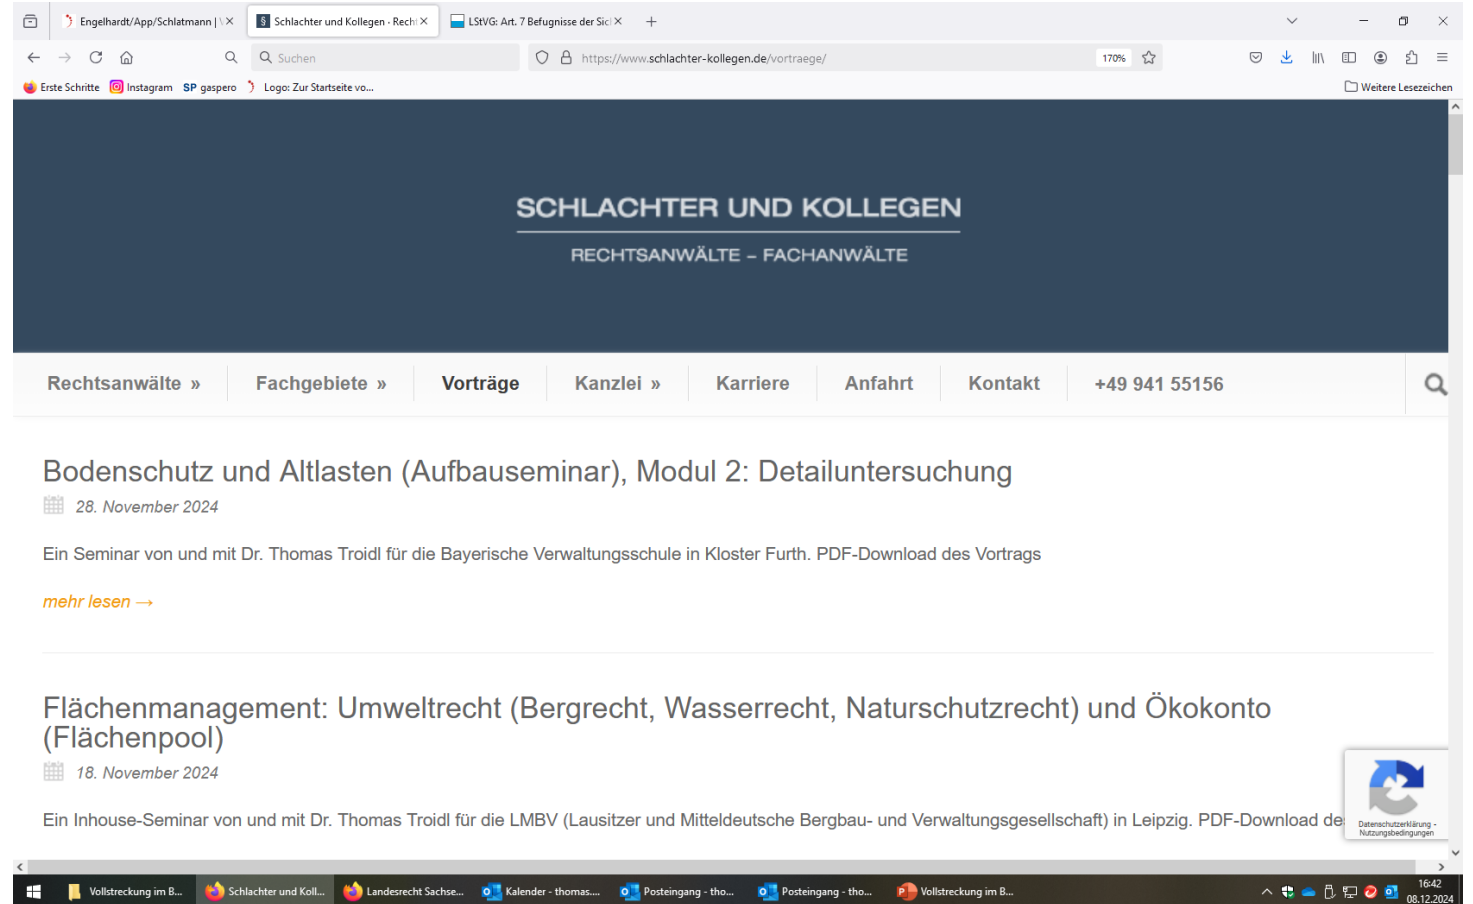 Engelhardt/App/Schlatmann | V
Schlachter und Kollegen - Recht
LStVG: Art. 7 Befugnisse der Sic
Suchen
https://www.schlachter-kollegen.de/vortraege/
170%
Erste Schritte
Instagram
SP gaspero
Logo: Zur Startseite vo...
Weitere Lesezeichen
SCHLACHTER UND KOLLEGEN
RECHTSANWÄLTE – FACHANWÄLTE
Rechtsanwälte »
Fachgebiete »
Vorträge
Kanzlei »
Karriere
Anfahrt
Kontakt
+49 941 55156
Bodenschutz und Altlasten (Aufbauseminar), Modul 2: Detailuntersuchung
28. November 2024
Ein Seminar von und mit Dr. Thomas Troidl für die Bayerische Verwaltungsschule in Kloster Furth. PDF-Download des Vortrags
mehr lesen →
Flächenmanagement: Umweltrecht (Bergrecht, Wasserrecht, Naturschutzrecht) und Ökokonto
(Flächenpool)
18. November 2024
Ein Inhouse-Seminar von und mit Dr. Thomas Troidl für die LMBV (Lausitzer und Mitteldeutsche Bergbau- und Verwaltungsgesellschaft) in Leipzig. PDF-Download de
Datenschutzerklärung -
Nutzungsbedingungen
Vollstreckung im B...
Schlachter und Koll...
Landesrecht Sachse...
Kalender - thomas....
Posteingang - tho...
Posteingang - tho...
Vollstreckung im B...
16:42
08.12.2024